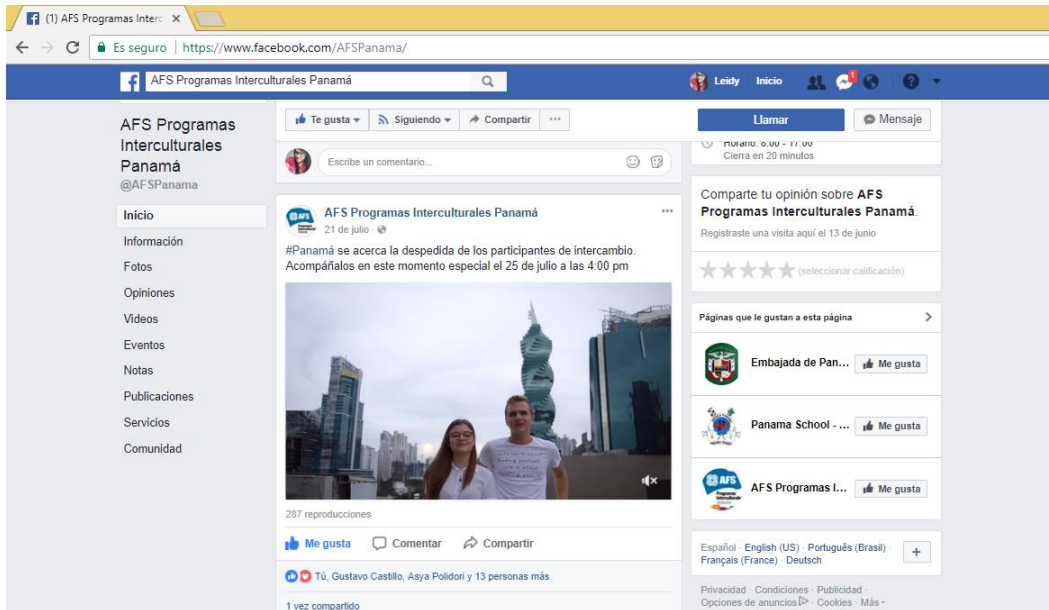 (1) AFS Programas Interc
Es seguro | https://www.facebook.com/AFSPanama/
AFS Programas Interculturales Panamá
Leidy Inicio
1
AFS Programas
Interculturales
Panamá
@AFSPanama
Inicio
Información
Fotos
Opiniones
Videos
Eventos
Notas
Publicaciones
Servicios
Comunidad
Te gusta Siguiendo Compartir
Escribe un comentario...
AFS Programas Interculturales Panamá
21 de julio
#Panamá se acerca la despedida de los participantes de intercambio.
Acompáñalos en este momento especial el 25 de julio a las 4:00 pm
287 reproducciones
Me gusta Comentar Compartir
Tú, Gustavo Castillo, Asya Polidori y 13 personas más
1 vez compartido
Llamar Mensaje
Horario: 8:00 - 17:00
Cierra en 20 minutos
Comparte tu opinión sobre AFS
Programas Interculturales Panamá.
Registraste una visita aquí el 13 de junio
(seleccionar calificación)
Páginas que le gustan a esta página
Embajada de Pan... Me gusta
Panama School - ... Me gusta
AFS
AFS Programas I... Me gusta
Español · English (US) · Português (Brasil) ·
Français (France) · Deutsch
Privacidad · Condiciones · Publicidad ·
Opciones de anuncios · Cookies · Más